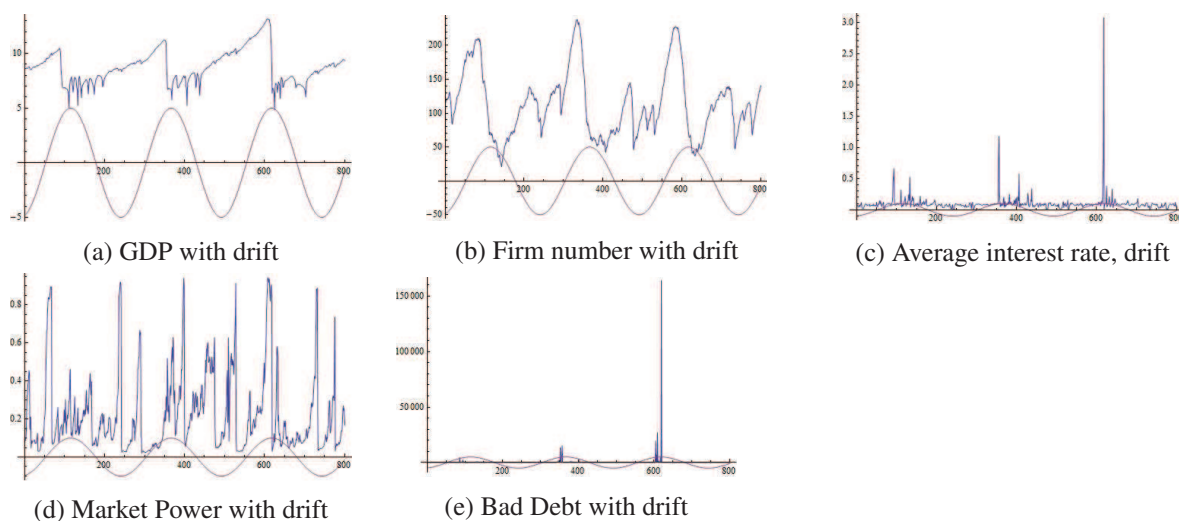 10
5
-5
200 400 600 800
(a) GDP with drift
200
150
100
50
-50
200 400 600 800
(b) Firm number with drift
3.0
2.5
2.0
1.5
1.0
0.5
200 400 600 800
(c) Average interest rate, drift
0.8
0.6
0.4
0.2
200 400 600 800
(d) Market Power with drift
150 000
100 000
50 000
200 400 600 800
(e) Bad Debt with drift